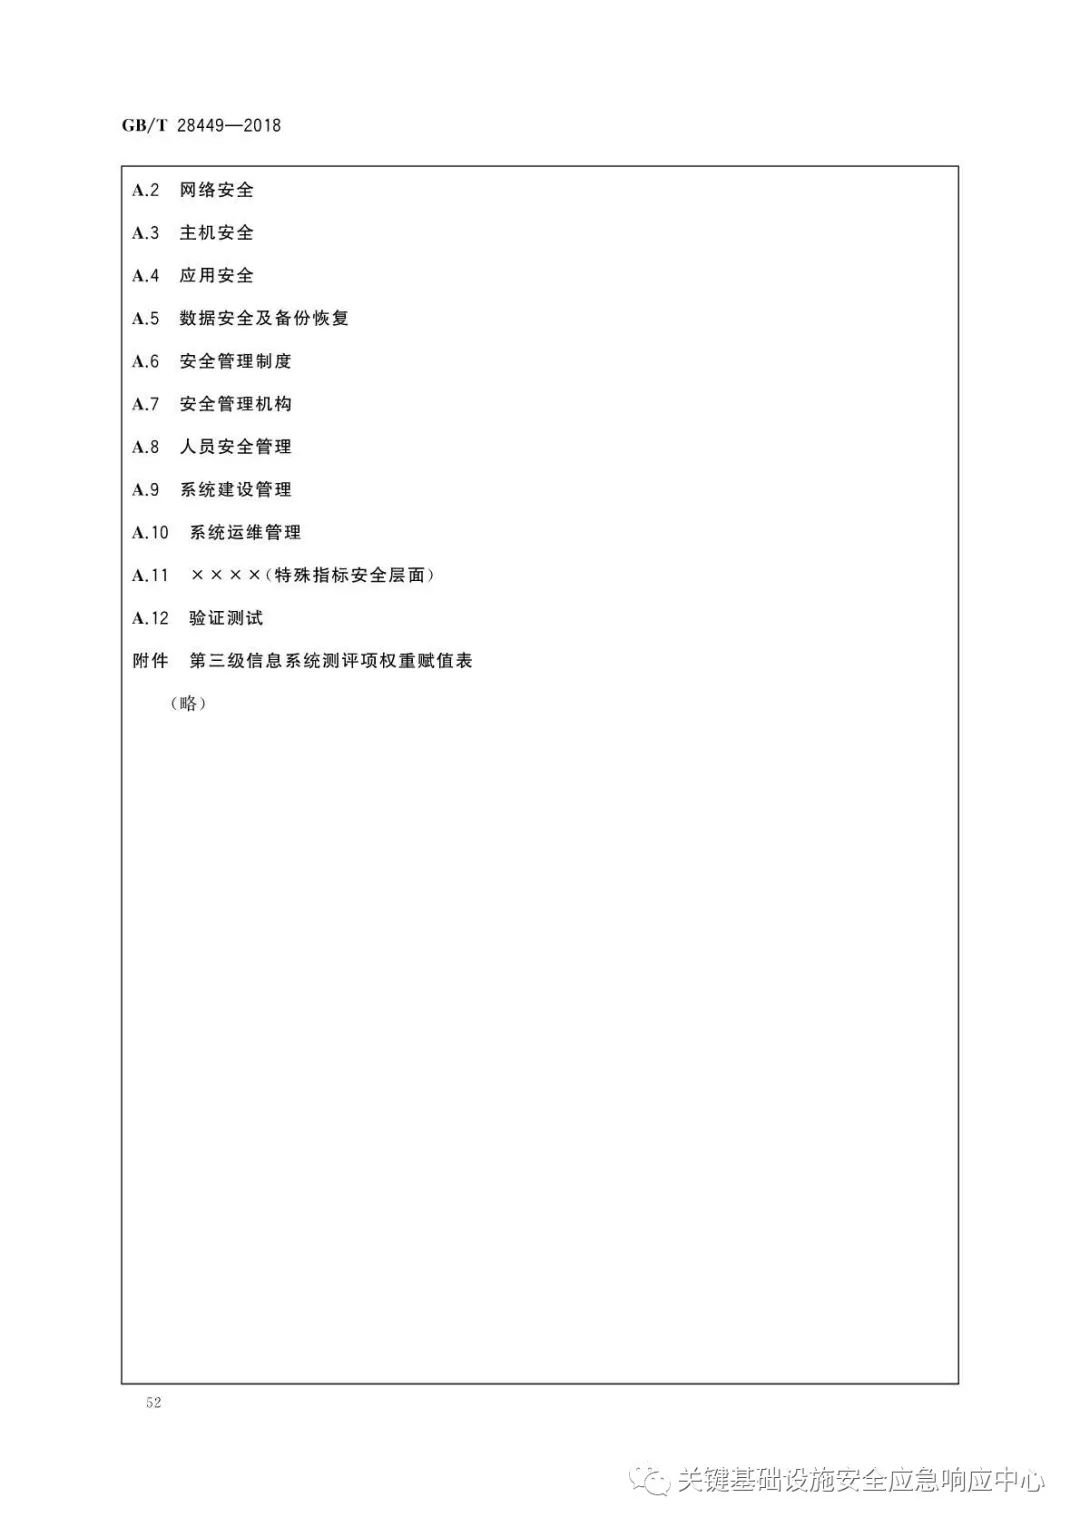 GB/T 28449—2018
A.2 网络安全
A.3 主机安全
A.4 应用安全
A.5 数据安全及备份恢复
A.6 安全管理制度
A.7 安全管理机构
A.8 人员安全管理
A.9 系统建设管理
A.10 系统运维管理
A.11 ××××(特殊指标安全层面)
A.12 验证测试
附件 第三级信息系统测评项权重赋值表
（略）
52
关键基础设施安全应急响应中心